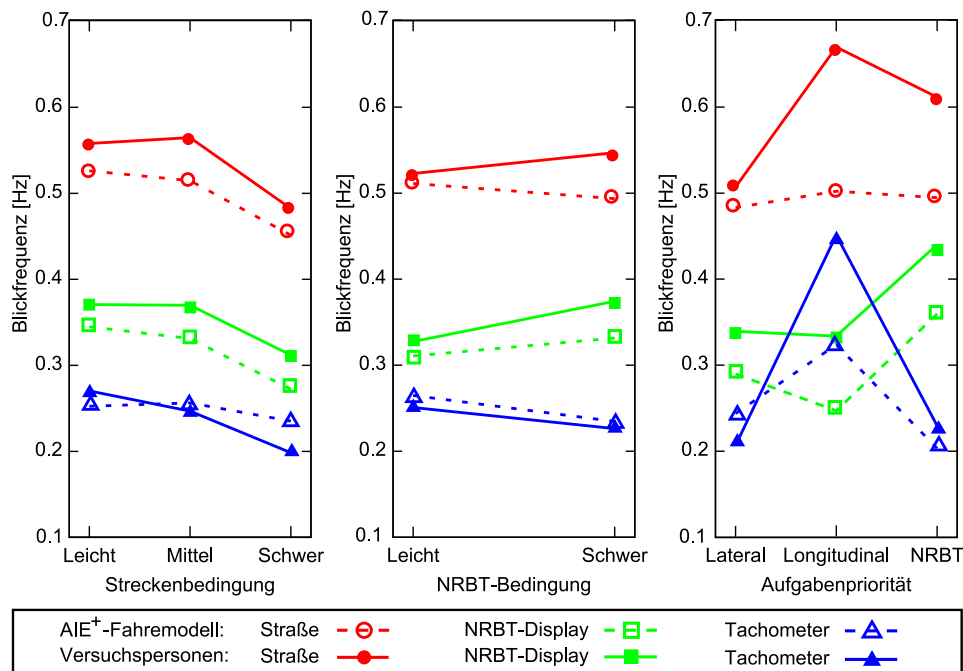 0.7
0.6
0.5
0.4
0.3
0.2
0.1
Blickfrequenz [Hz]
Leicht Mittel Schwer
Streckenbedingung
0.7
0.6
0.5
0.4
0.3
0.2
0.1
Blickfrequenz [Hz]
Leicht Schwer
NRBT-Bedingung
0.7
0.6
0.5
0.4
0.3
0.2
0.1
Blickfrequenz [Hz]
Lateral Longitudinal NRBT
Aufgabenpriorität
AIE+-Fahremodell: Straße NRBT-Display Tachometer
Versuchspersonen: Straße NRBT-Display Tachometer